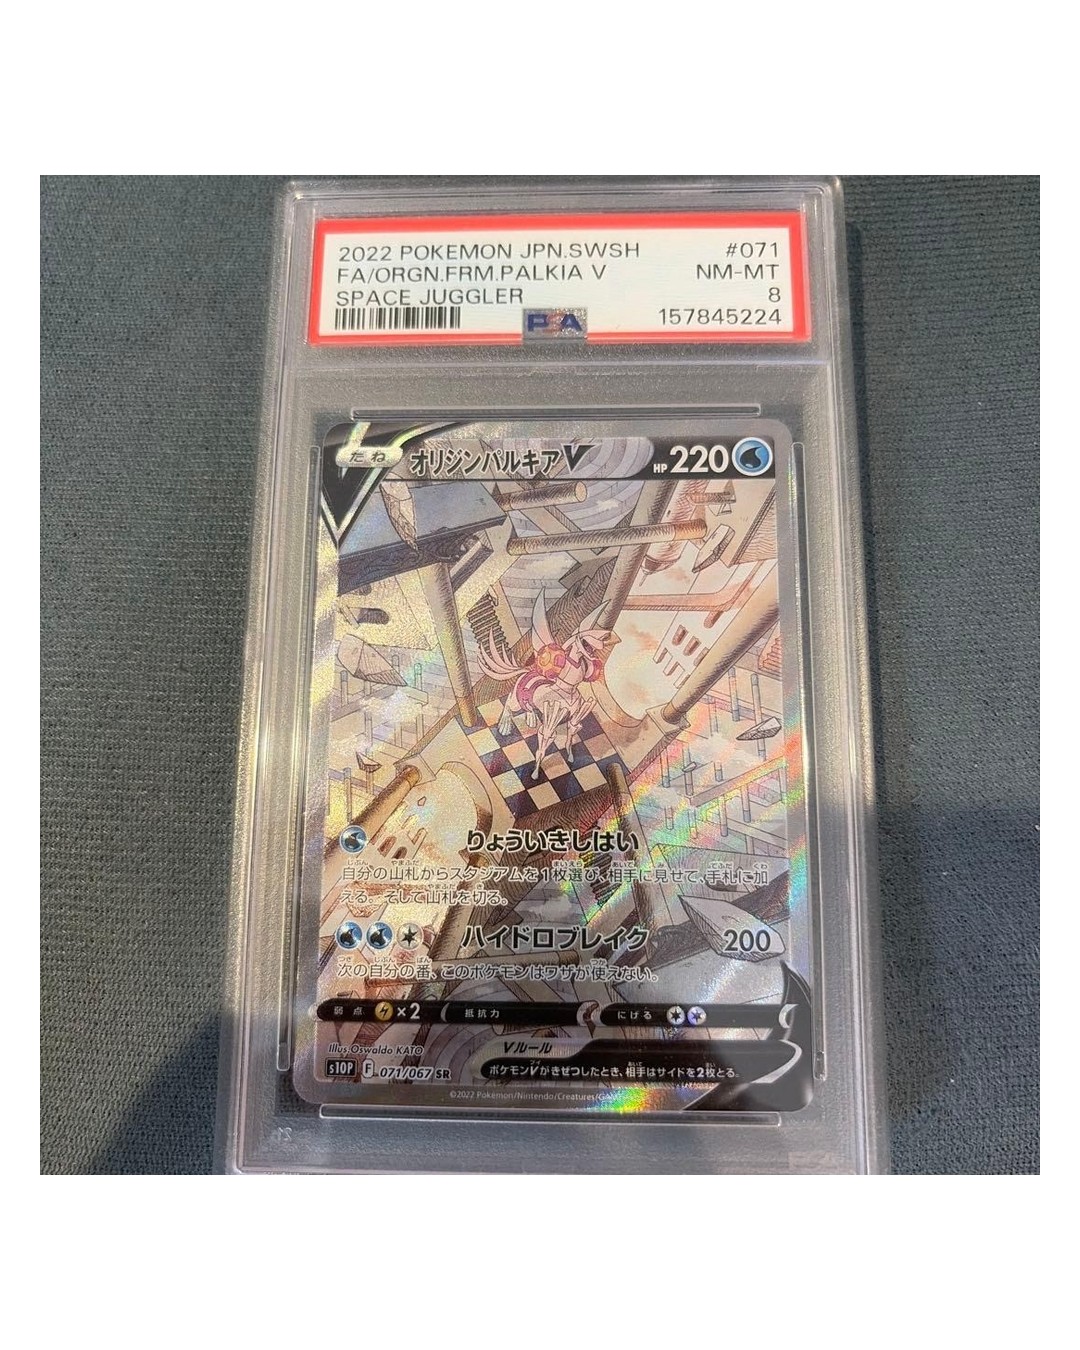 2022 POKEMON JPN.SWSH #071
FA/ORGN.FRM.PALKIA V NM-MT
SPACE JUGGLER 8
PSA 157845224
たね オリジンパルキアV HP 220
りょういきしはい
自分の山札からスタジアムを1枚選び、相手に見せて、手札に加
える。そして山札を切る。
ハイドロブレイク 200
次の自分の番、このポケモンはワザが使えない。
弱点 ×2 抵抗力 にげる
Illus. Oswaldo KATO Vルール
s10P F 071/067 SR ポケモンVがきぜつしたとき、相手はサイドを2枚とる。
©2022 Pokémon/Nintendo/Creatures/GAME